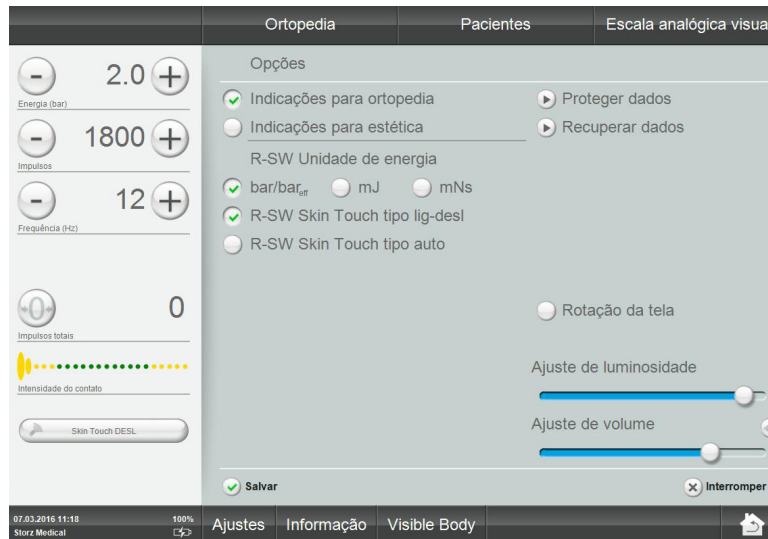 Ortopedia
Pacientes
Escala analógica visua
2.0
Energia (bar)
1800
Impulsos
12
Frequência (Hz)
0
0
Impulsos totais
Intensidade do contato
Skin Touch DESL
Opções
Indicações para ortopedia
Indicações para estética
R-SW Unidade de energia
bar/bareff mJ mNs
R-SW Skin Touch tipo lig-desl
R-SW Skin Touch tipo auto
Proteger dados
Recuperar dados
Rotação da tela
Ajuste de luminosidade
Ajuste de volume
Salvar
Interromper
07.03.2016 11:18 100%
Storz Medical
Ajustes Informação Visible Body